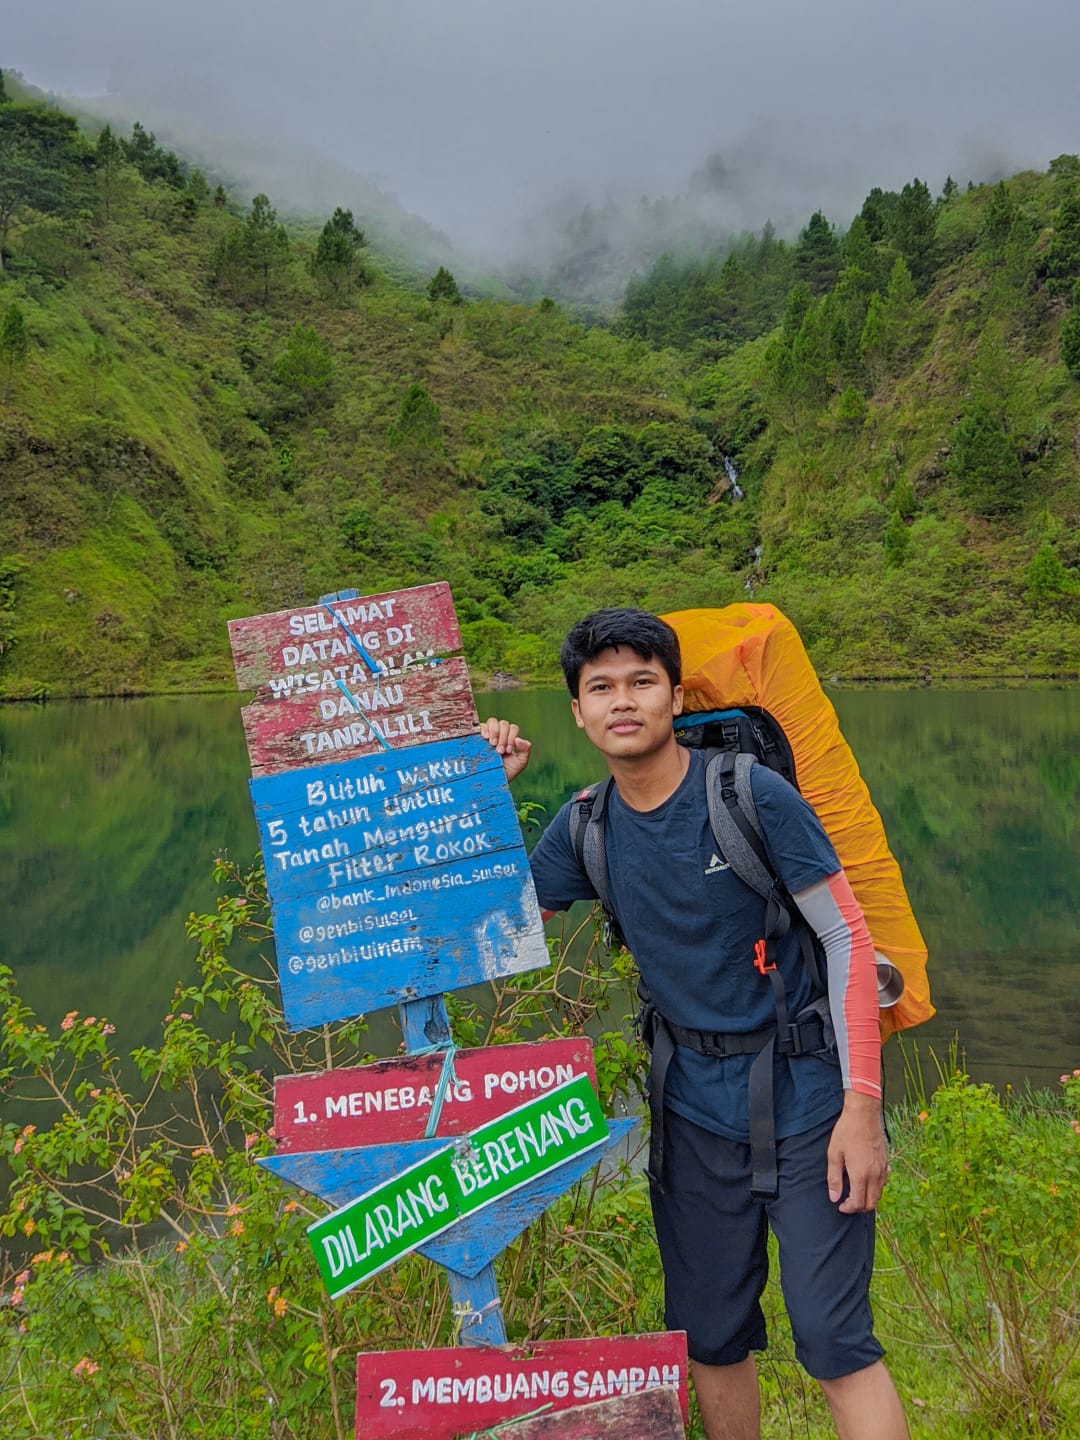 SELAMAT
DATANG DI
WISATA ALAM
DANAU
TANRALILI
Butuh Waktu
5 tahun Untuk
Tanah Mengurai
Filter Rokok
@bank_indonesia_sulsel
@genbisulsel
@genbiuinam
1. MENEBANG POHON
DILARANG BERENANG
2. MEMBUANG SAMPAH